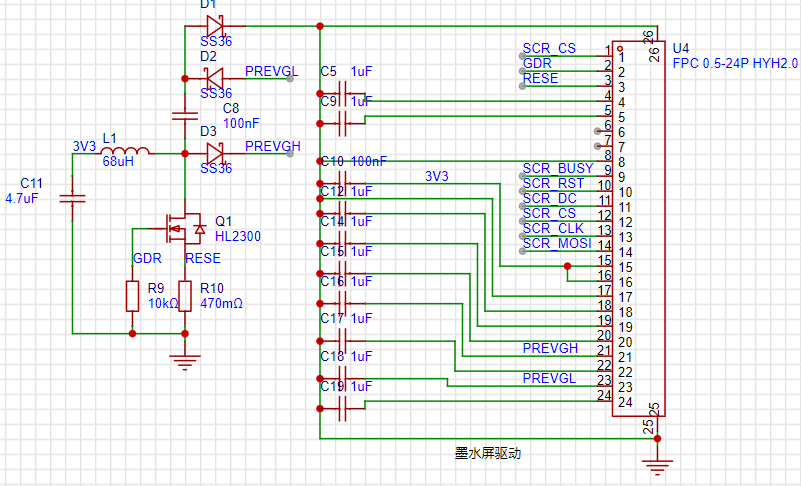 D1
SS36
D2
PREVGL
SS36
C8
100nF
3V3
L1
68uH
D3
PREVGH
SS36
C11
4.7uF
Q1
HL2300
GDR
RESE
R9
10kΩ
R10
470mΩ
C5 1uF
C9 1uF
C10 100nF
C12 1uF
C14 1uF
C15 1uF
C16 1uF
C17 1uF
C18 1uF
C19 1uF
3V3
U4
FPC 0.5-24P HYH2.0
26
26
SCR_CS
1 1
GDR
2 2
RESE
3 3
4 4
5 5
6 6
7 7
8 8
SCR_BUSY
9 9
SCR_RST
10 10
SCR_DC
11 11
SCR_CS
12 12
SCR_CLK
13 13
SCR_MOSI
14 14
15 15
16 16
17 17
18 18
19 19
20 20
PREVGH
21 21
22 22
PREVGL
23 23
24 24
25
25
墨水屏驱动